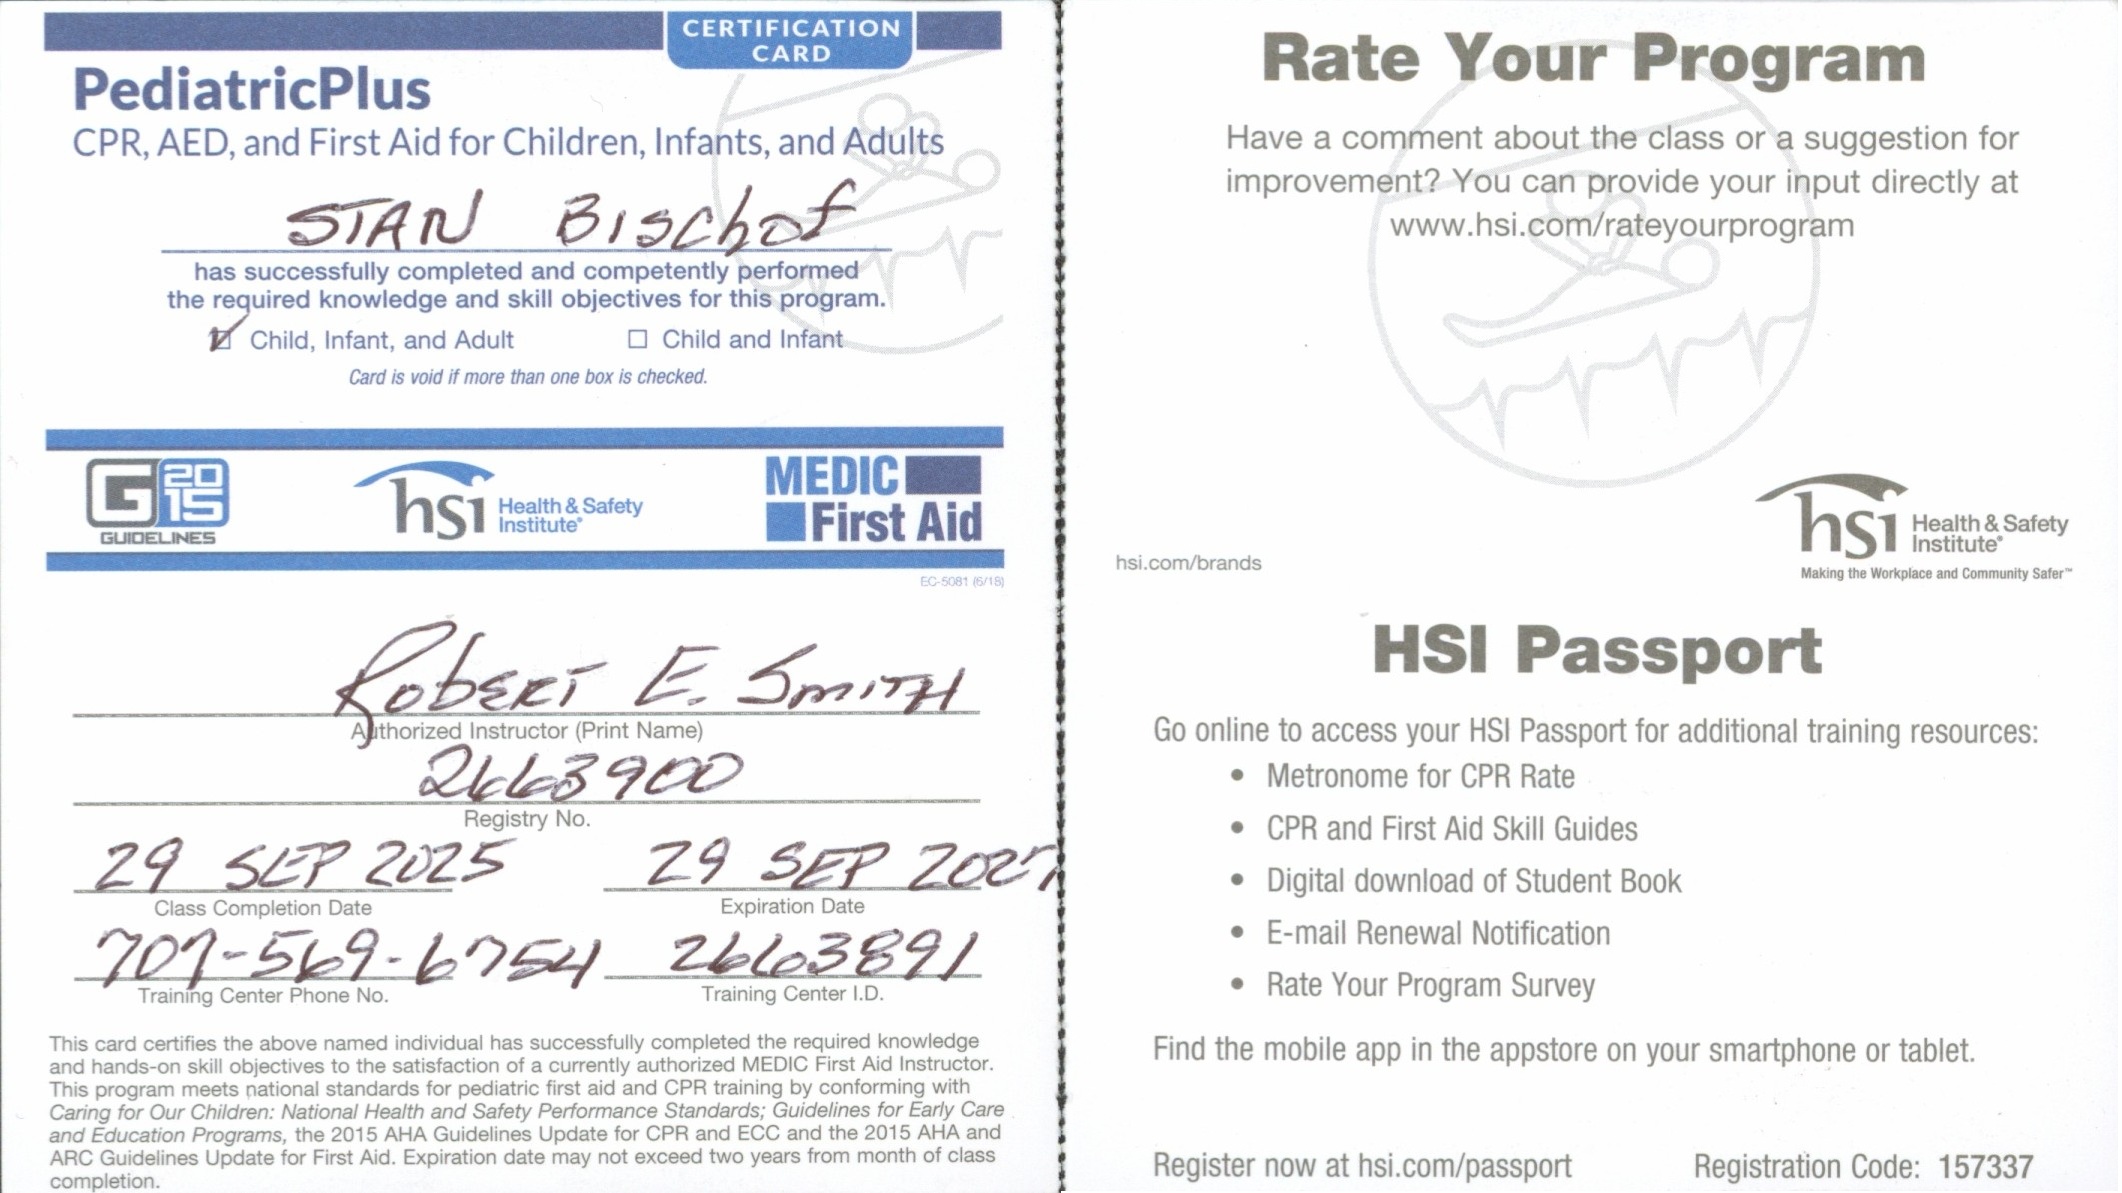 CERTIFICATION
CARD
PediatricPlus
CPR, AED, and First Aid for Children, Infants, and Adults
STAN Bischof
has successfully completed and competently performed
the required knowledge and skill objectives for this program.
Child, Infant, and Adult
Child and Infant
Card is void if more than one box is checked.
G 2015
GUIDELINES
hsi Health & Safety
Institute®
MEDIC
First Aid
EC-5081 (6/18)
Robert E. Smith
Authorized Instructor (Print Name)
2663900
Registry No.
29 SEP 2025
29 SEP 2027
Class Completion Date
Expiration Date
707-569-6754
2663891
Training Center Phone No.
Training Center I.D.
This card certifies the above named individual has successfully completed the required knowledge
and hands-on skill objectives to the satisfaction of a currently authorized MEDIC First Aid Instructor.
This program meets national standards for pediatric first aid and CPR training by conforming with
Caring for Our Children: National Health and Safety Performance Standards; Guidelines for Early Care
and Education Programs, the 2015 AHA Guidelines Update for CPR and ECC and the 2015 AHA and
ARC Guidelines Update for First Aid. Expiration date may not exceed two years from month of class
completion.
Rate Your Program
Have a comment about the class or a suggestion for
improvement? You can provide your input directly at
www.hsi.com/rateyourprogram
hsi Health & Safety
Institute®
hsi.com/brands
Making the Workplace and Community Safer™
HSI Passport
Go online to access your HSI Passport for additional training resources:
• Metronome for CPR Rate
• CPR and First Aid Skill Guides
• Digital download of Student Book
• E-mail Renewal Notification
• Rate Your Program Survey
Find the mobile app in the appstore on your smartphone or tablet.
Register now at hsi.com/passport
Registration Code: 157337